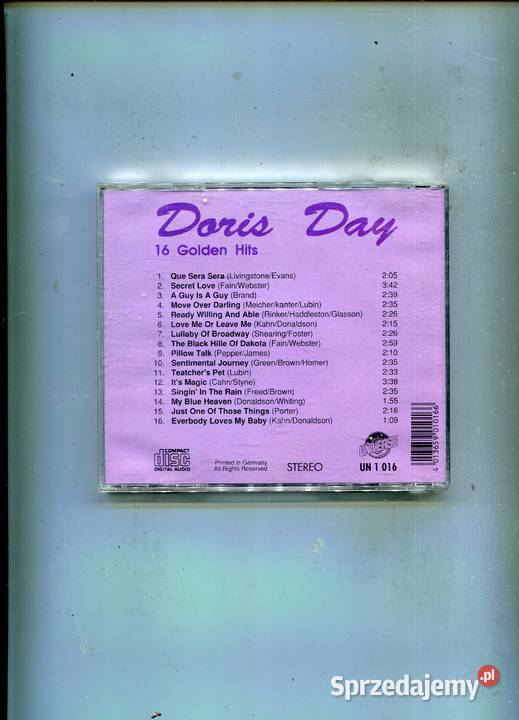 Doris Day
16 Golden Hits
1. Que Sera Sera (Livingstone/Evans) 2:05
2. Secret Love (Fain/Webster) 3:42
3. A Guy Is A Guy (Brand) 2:39
4. Move Over Darling (Meicher/kanter/Lubin) 2:35
5. Ready Willing And Able (Rinker/Haddleston/Glasson) 2:26
6. Love Me Or Leave Me (Kahn/Donaldson) 2:15
7. Lullaby Of Broadway (Shearing/Foster) 2:26
8. The Black Hille Of Dakota (Fain/Webster) 2:59
9. Pillow Talk (Pepper/James) 2:10
10. Sentimental Journey (Green/Brown/Homer) 2:35
11. Teatcher's Pet (Lubin) 2:33
12. It's Magic (Cahn/Styne) 3:38
13. Singin' In The Rain (Freed/Brown) 2:35
14. My Blue Heaven (Donaldson/Whiting) 1.55
15. Just One Of Those Things (Porter) 2:16
16. Everbody Loves My Baby (Kahn/Donaldson) 1:09
COMPACT
disc
DIGITAL AUDIO
Printed in Germany
All Rights Reserved
STEREO
UNIVERSE
UN 1 016
4 013659 010166
Sprzedajemy.pl